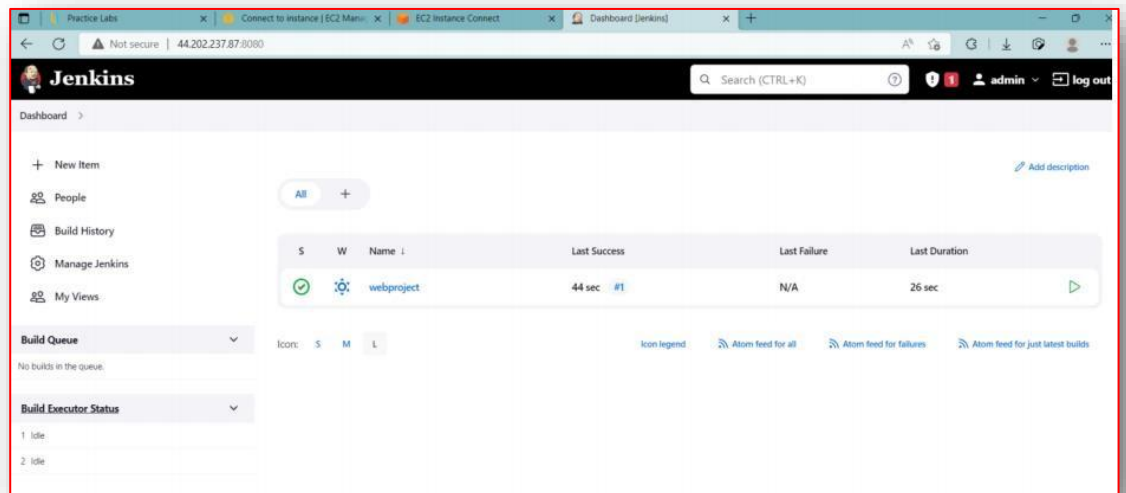 Practice Labs
Connect to instance | EC2 Mana
EC2 Instance Connect
Dashboard [Jenkins]
Not secure | 44.202.237.87:8080
Jenkins
Search (CTRL+K)
1
admin
log out
Dashboard
New Item
People
Build History
Manage Jenkins
My Views
Build Queue
No builds in the queue.
Build Executor Status
1 Idle
2 Idle
Add description
All +
S W Name ↓ Last Success Last Failure Last Duration
webproject 44 sec #1 N/A 26 sec
Icon: S M L
Icon legend
Atom feed for all
Atom feed for failures
Atom feed for just latest builds